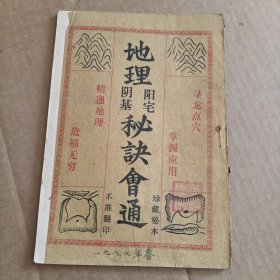 地理
阳宅
阴基
秘訣會通
寻龙点穴
掌握应用
精通地理
造福无穷
珍藏秘本
不准翻印
一九八七年春